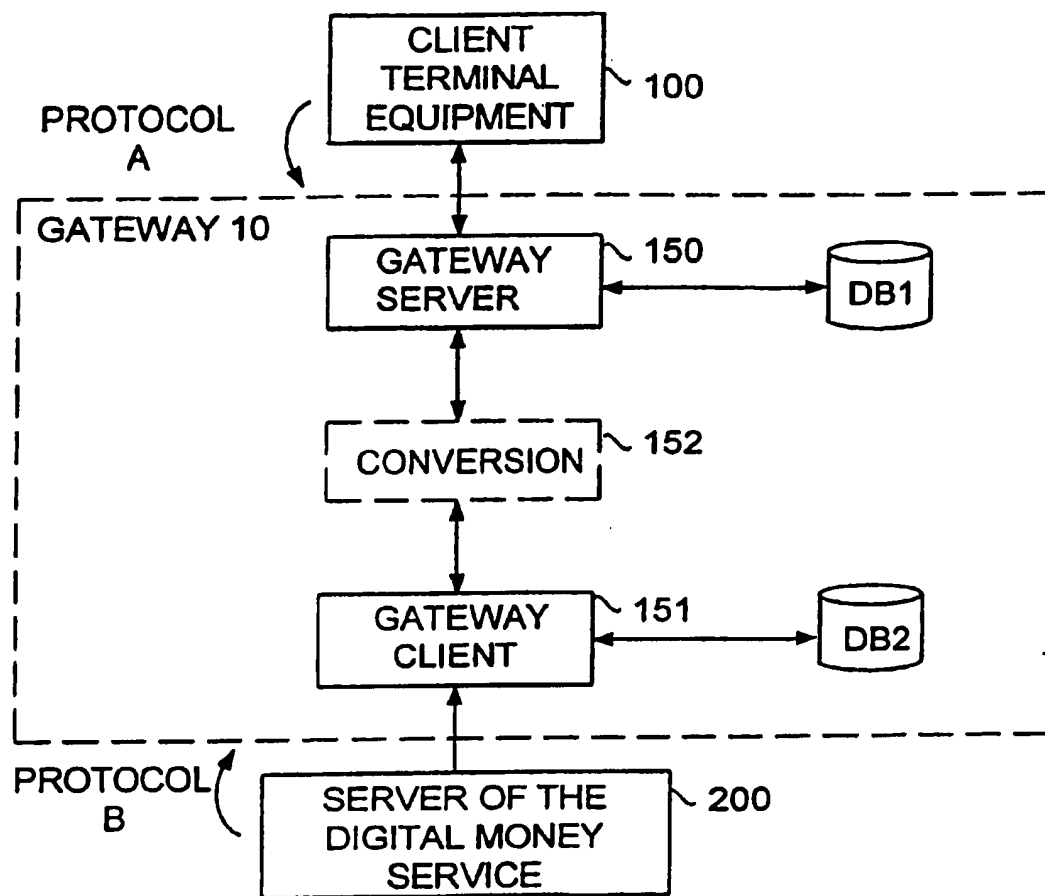 CLIENT
TERMINAL
EQUIPMENT
100
PROTOCOL
A
GATEWAY 10
GATEWAY
SERVER
150
DB1
CONVERSION
152
GATEWAY
CLIENT
151
DB2
PROTOCOL
B
SERVER OF THE
DIGITAL MONEY
SERVICE
200